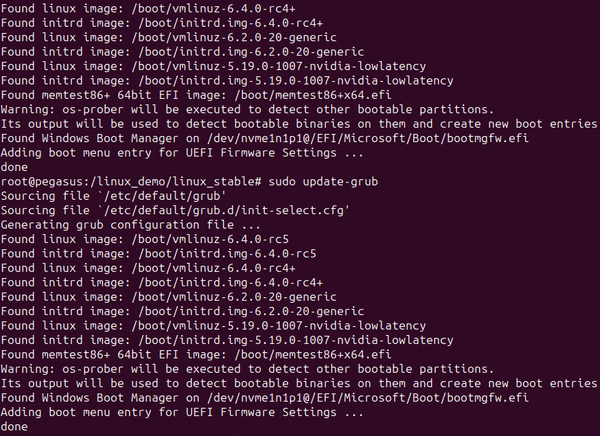 Found linux image: /boot/vmlinuz-6.4.0-rc4+
Found initrd image: /boot/initrd.img-6.4.0-rc4+
Found linux image: /boot/vmlinuz-6.2.0-20-generic
Found initrd image: /boot/initrd.img-6.2.0-20-generic
Found linux image: /boot/vmlinuz-5.19.0-1007-nvidia-lowlatency
Found initrd image: /boot/initrd.img-5.19.0-1007-nvidia-lowlatency
Found memtest86+ 64bit EFI image: /boot/memtest86+x64.efi
Warning: os-prober will be executed to detect other bootable partitions.
Its output will be used to detect bootable binaries on them and create new boot entries
Found Windows Boot Manager on /dev/nvme1n1p1@/EFI/Microsoft/Boot/bootmgfw.efi
Adding boot menu entry for UEFI Firmware Settings ...
done
root@pegasus:/linux_demo/linux_stable# sudo update-grub
Sourcing file `/etc/default/grub'
Sourcing file `/etc/default/grub.d/init-select.cfg'
Generating grub configuration file ...
Found linux image: /boot/vmlinuz-6.4.0-rc5
Found initrd image: /boot/initrd.img-6.4.0-rc5
Found linux image: /boot/vmlinuz-6.4.0-rc4+
Found initrd image: /boot/initrd.img-6.4.0-rc4+
Found linux image: /boot/vmlinuz-6.2.0-20-generic
Found initrd image: /boot/initrd.img-6.2.0-20-generic
Found linux image: /boot/vmlinuz-5.19.0-1007-nvidia-lowlatency
Found initrd image: /boot/initrd.img-5.19.0-1007-nvidia-lowlatency
Found memtest86+ 64bit EFI image: /boot/memtest86+x64.efi
Warning: os-prober will be executed to detect other bootable partitions.
Its output will be used to detect bootable binaries on them and create new boot entries
Found Windows Boot Manager on /dev/nvme1n1p1@/EFI/Microsoft/Boot/bootmgfw.efi
Adding boot menu entry for UEFI Firmware Settings ...
done